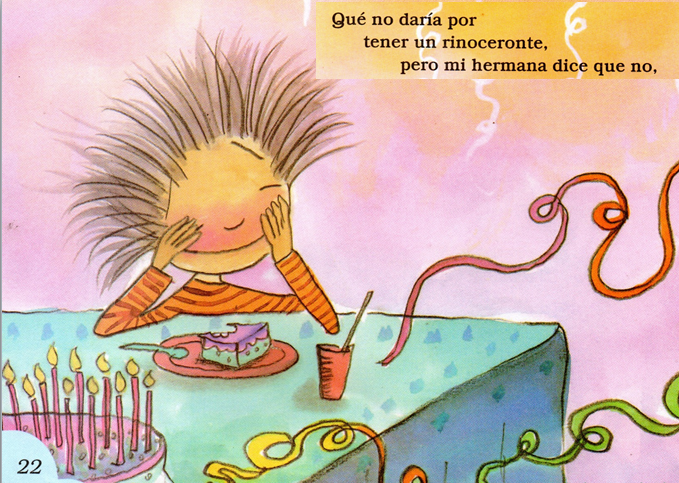 Qué no daría por
tener un rinoceronte,
pero mi hermana dice que no,
22